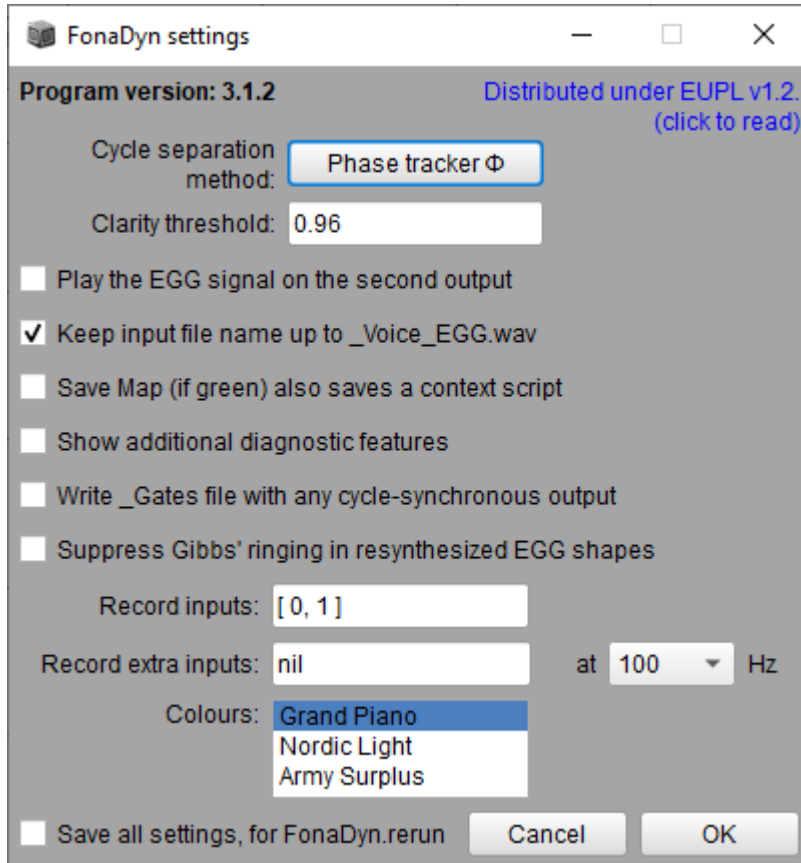 FonaDyn settings
Program version: 3.1.2
Distributed under EUPL v1.2.
(click to read)
Cycle separation
method:
Phase tracker Φ
Clarity threshold: 0.96
Play the EGG signal on the second output
Keep input file name up to _Voice_EGG.wav
Save Map (if green) also saves a context script
Show additional diagnostic features
Write _Gates file with any cycle-synchronous output
Suppress Gibbs' ringing in resynthesized EGG shapes
Record inputs: [ 0, 1 ]
Record extra inputs: nil at 100 Hz
Colours: Grand Piano
Nordic Light
Army Surplus
Save all settings, for FonaDyn.rerun Cancel OK